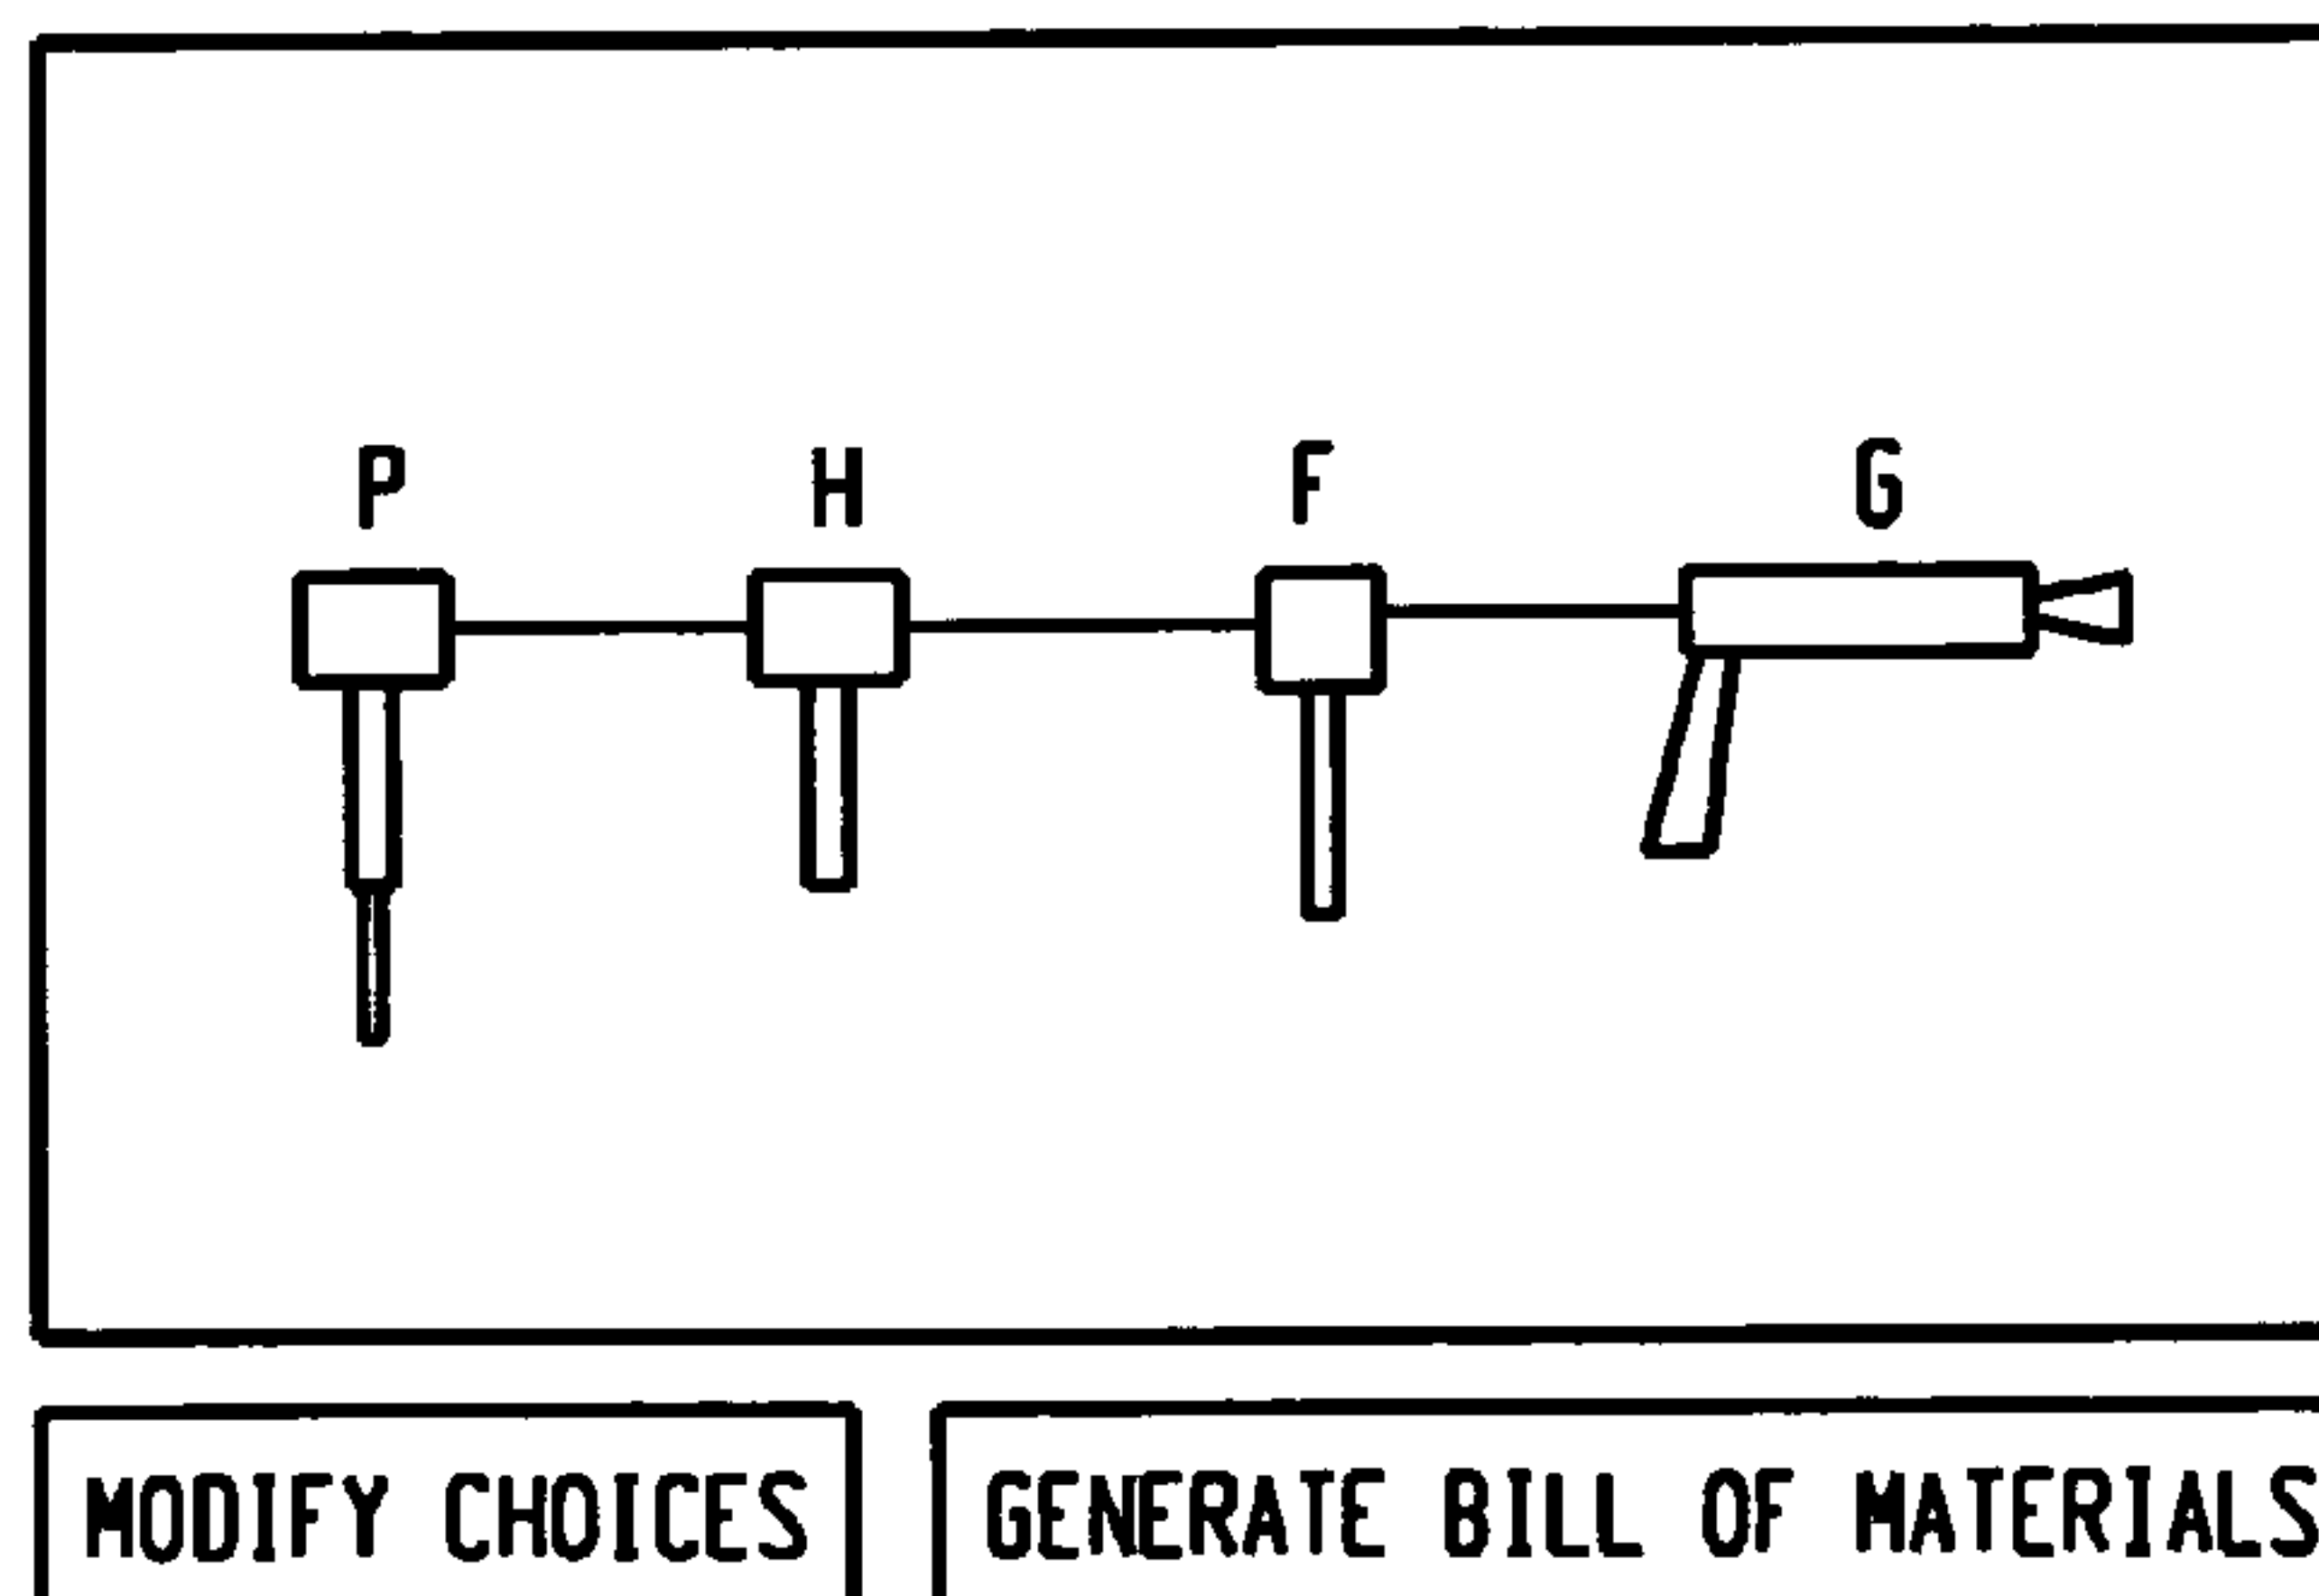 P H F G
MODIFY CHOICES GENERATE BILL OF MATERIALS